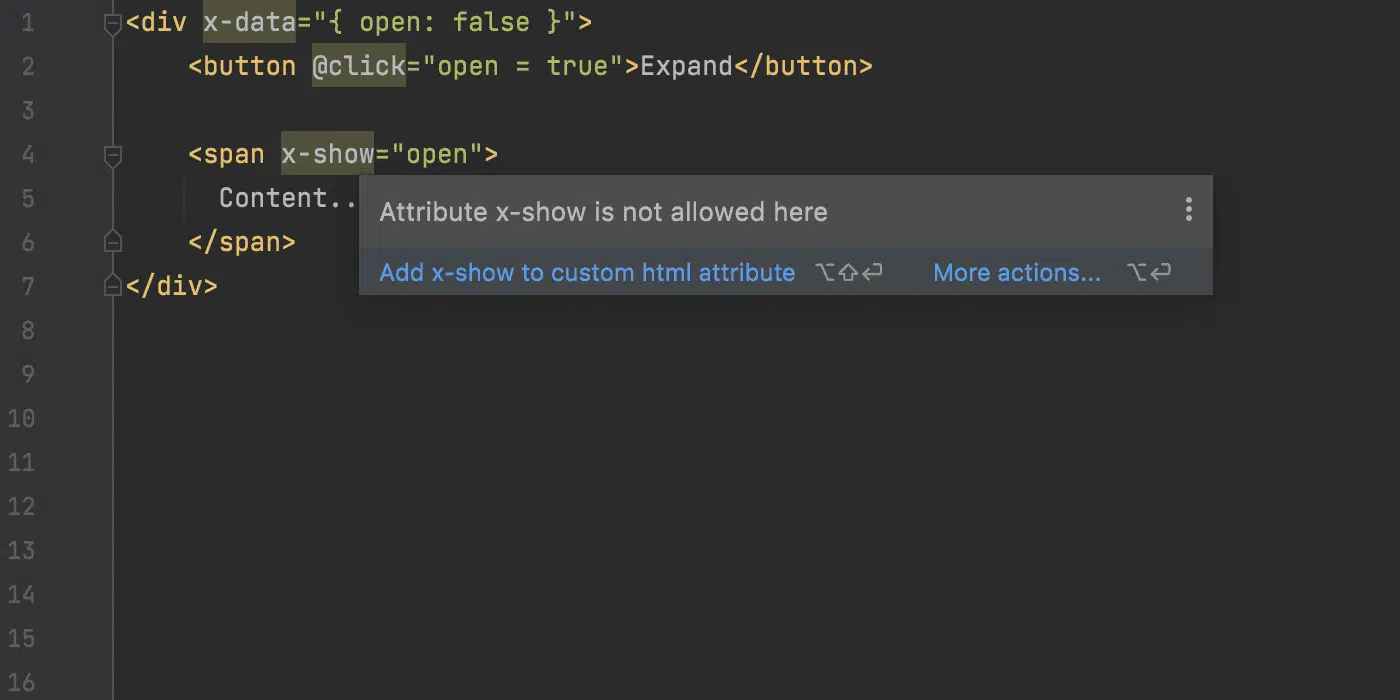 1 <div x-data="{ open: false }">
2 <button @click="open = true">Expand</button>
3
4 <span x-show="open">
5 Content..
Attribute x-show is not allowed here
6 </span>
Add x-show to custom html attribute ⌥⇧⏎ More actions... ⌥⏎
7 </div>
8
9
10
11
12
13
14
15
16